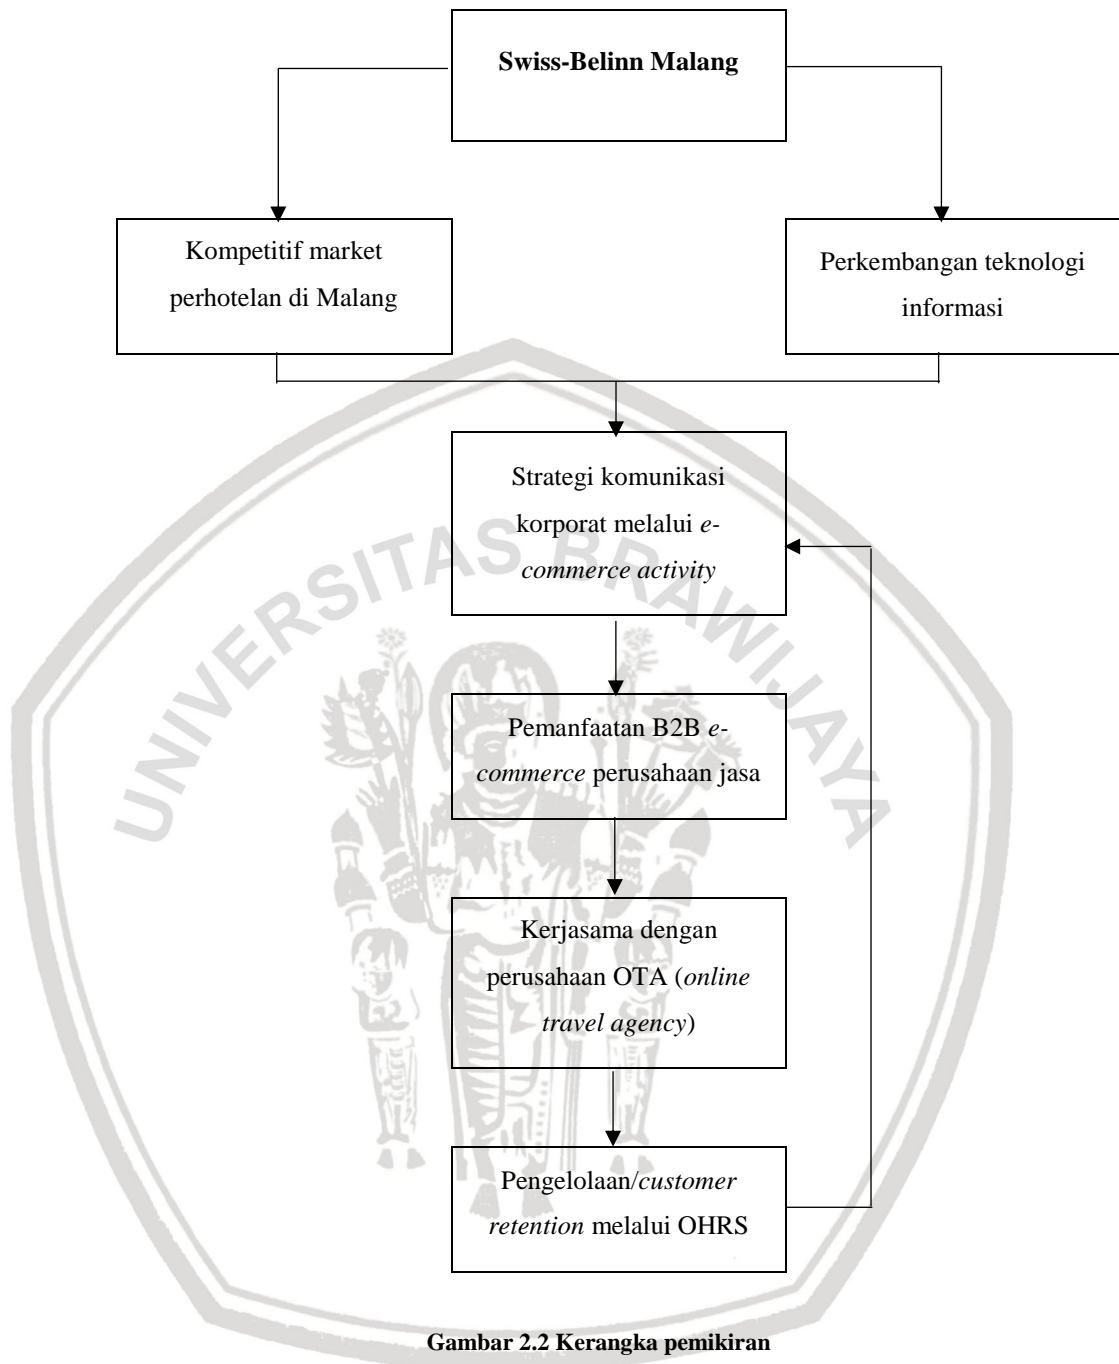 Swiss-Belinn Malang
Kompetitif market
perhotelan di Malang
Perkembangan teknologi
informasi
Strategi komunikasi
korporat melalui e-
commerce activity
UNIVERSITAS BRAWIJAYA
Pemanfaatan B2B e-
commerce perusahaan jasa
Kerjasama dengan
perusahaan OTA (online
travel agency)
Pengelolaan/customer
retention melalui OHRS
Gambar 2.2 Kerangka pemikiran